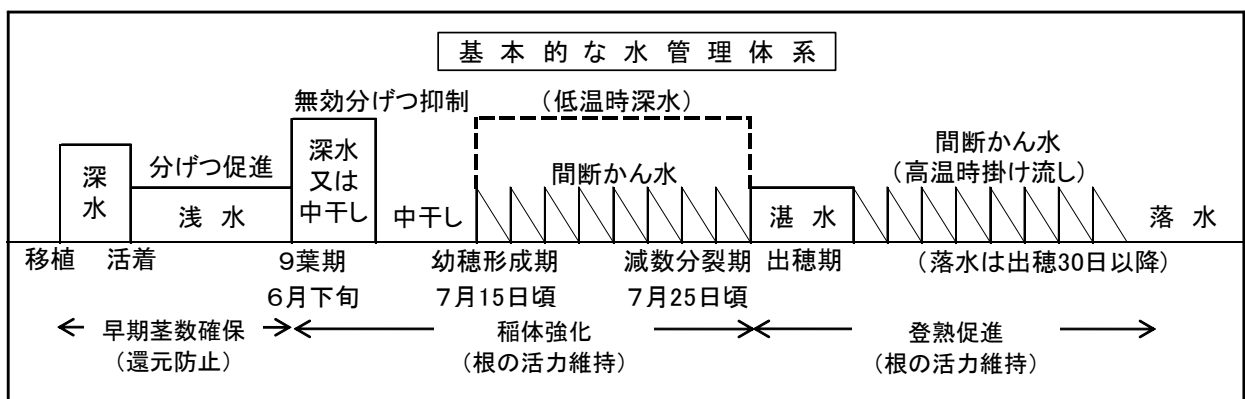 基本的な水管理体系
無効分げつ抑制
（低温時深水）
深水
分げつ促進
浅水
深水
又は
中干し
中干し
間断かん水
湛水
間断かん水
（高温時掛け流し）
落水
移植
活着
９葉期
６月下旬
幼穂形成期
７月15日頃
減数分裂期
７月25日頃
出穂期
（落水は出穂30日以降）
早期茎数確保
（還元防止）
稲体強化
（根の活力維持）
登熟促進
（根の活力維持）